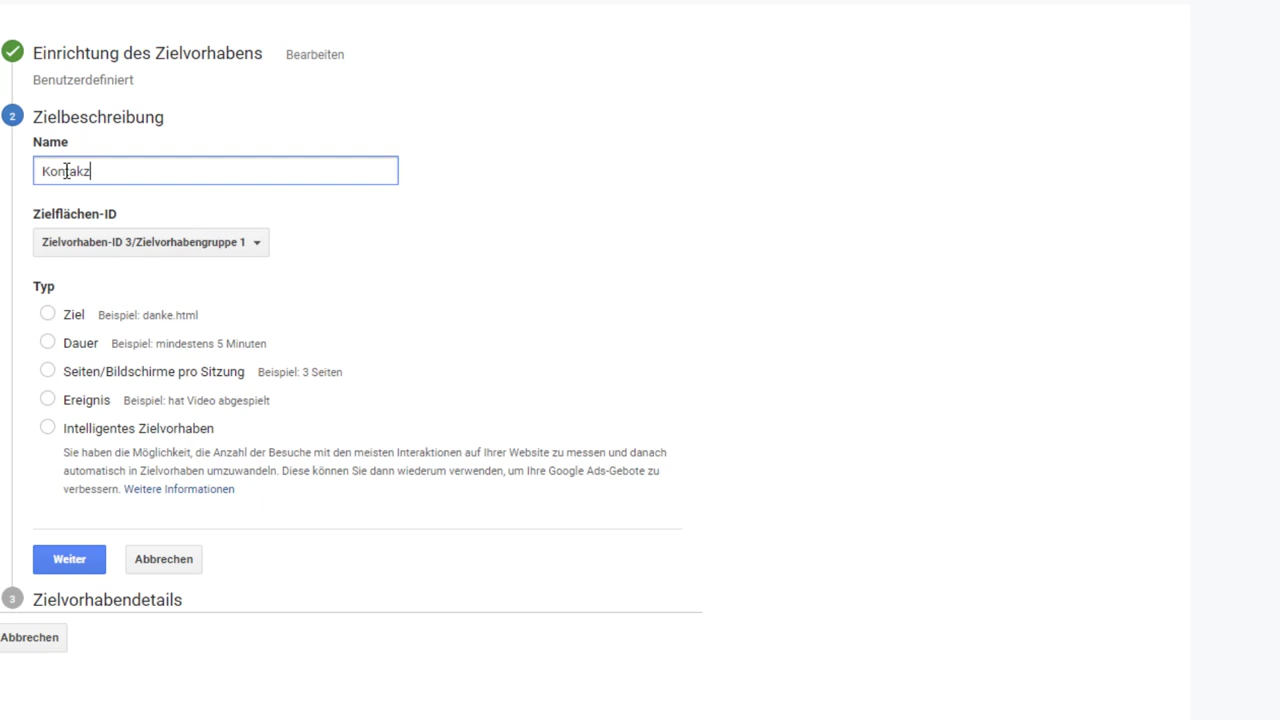 Einrichtung des Zielvorhabens Bearbeiten
Benutzerdefiniert
2 Zielbeschreibung
Name
Kontakz
Zielflächen-ID
Zielvorhaben-ID 3/Zielvorhabengruppe 1
Typ
Ziel Beispiel: danke.html
Dauer Beispiel: mindestens 5 Minuten
Seiten/Bildschirme pro Sitzung Beispiel: 3 Seiten
Ereignis Beispiel: hat Video abgespielt
Intelligentes Zielvorhaben
Sie haben die Möglichkeit, die Anzahl der Besuche mit den meisten Interaktionen auf Ihrer Website zu messen und danach
automatisch in Zielvorhaben umzuwandeln. Diese können Sie dann wiederum verwenden, um Ihre Google Ads-Gebote zu
verbessern. Weitere Informationen
Weiter Abbrechen
3 Zielvorhabendetails
Abbrechen